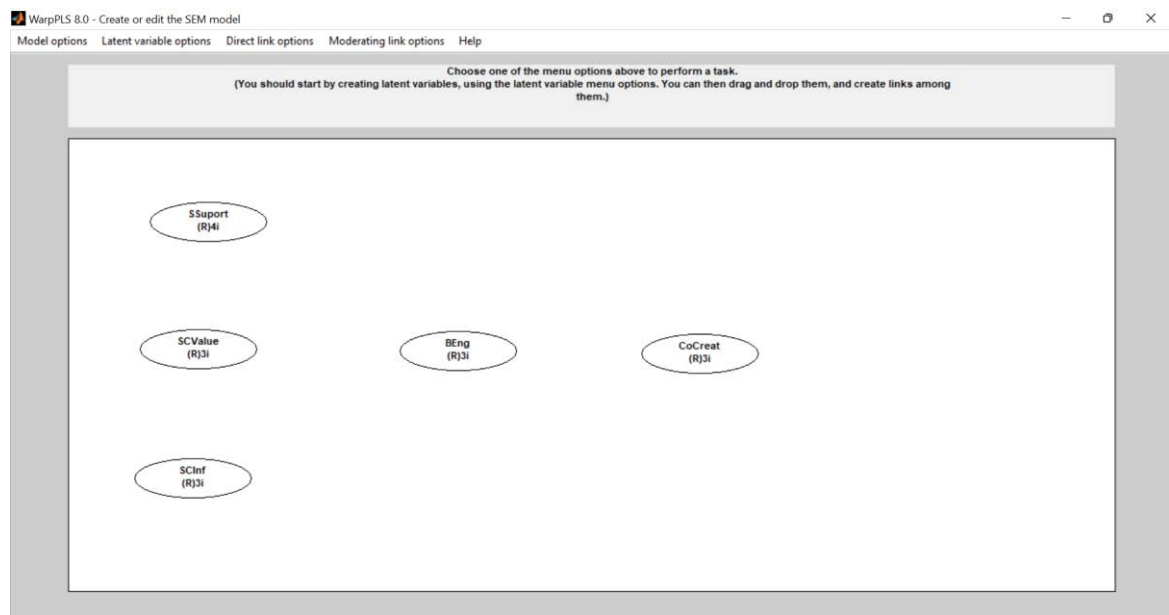 WarpPLS 8.0 - Create or edit the SEM model
Model options Latent variable options Direct link options Moderating link options Help
Choose one of the menu options above to perform a task.
(You should start by creating latent variables, using the latent variable menu options. You can then drag and drop them, and create links among
them.)
SSuport
(R)4i
SCValue
(R)3i
BEng
(R)3i
CoCreat
(R)3i
SCInf
(R)3i